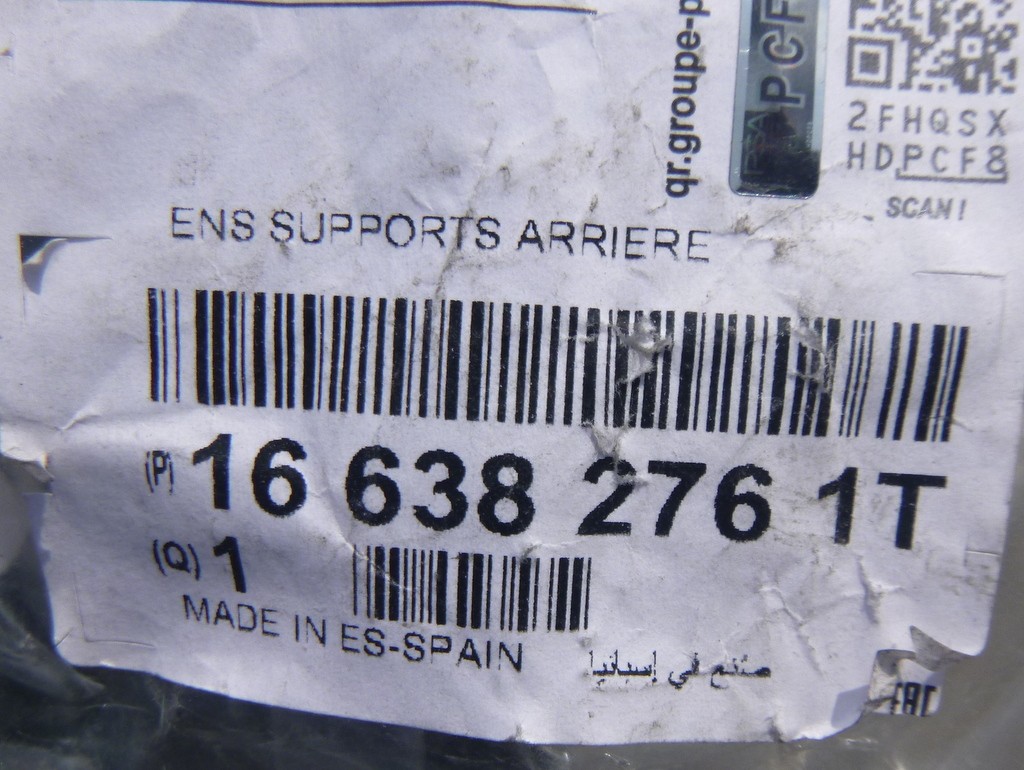 qr.groupe-p
PCF
2FHQSX
HDPCF8
SCAN!
ENS SUPPORTS ARRIERE
(P) 16 638 276 1T
(Q) 1
MADE IN ES-SPAIN
صنع في إسبانيا
EAC